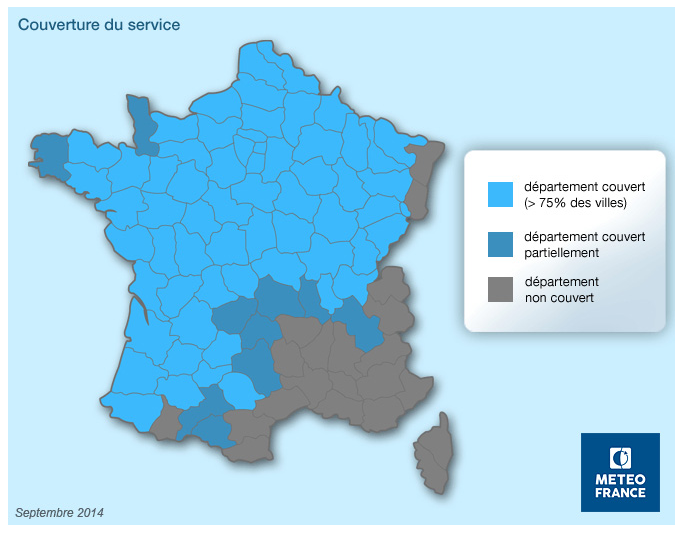 Couverture du service
département couvert
(> 75% des villes)
département couvert
partiellement
département
non couvert
METEO
FRANCE
Septembre 2014